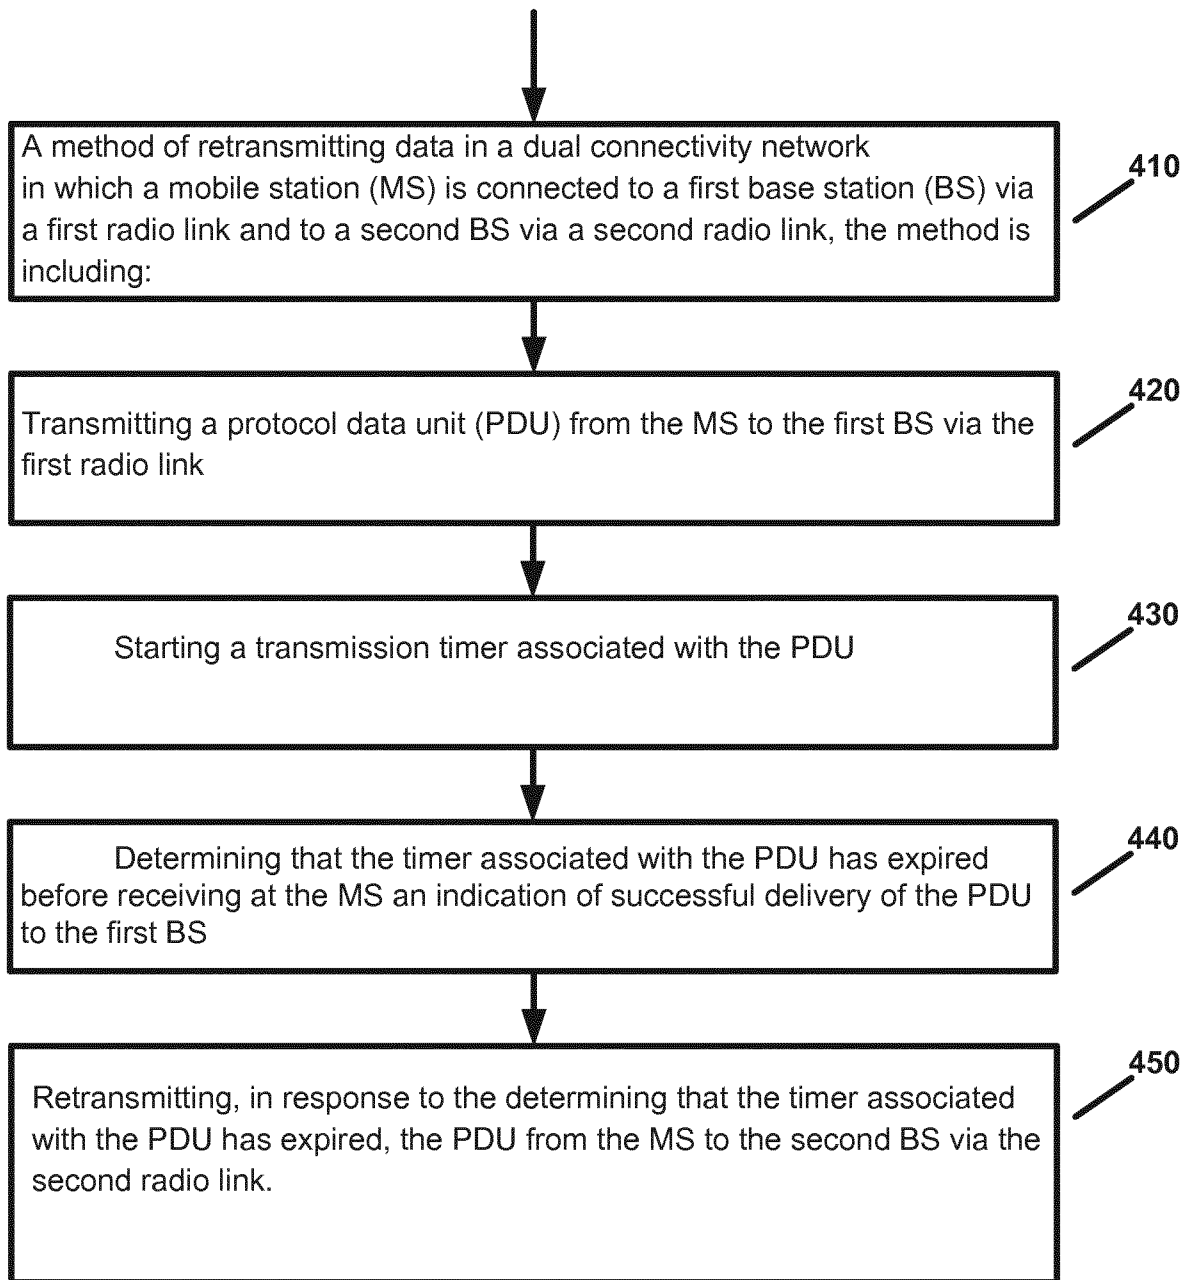 A method of retransmitting data in a dual connectivity network
in which a mobile station (MS) is connected to a first base station (BS) via
a first radio link and to a second BS via a second radio link, the method is
including:
410
Transmitting a protocol data unit (PDU) from the MS to the first BS via the
first radio link
420
Starting a transmission timer associated with the PDU
430
Determining that the timer associated with the PDU has expired
before receiving at the MS an indication of successful delivery of the PDU
to the first BS
440
Retransmitting, in response to the determining that the timer associated
with the PDU has expired, the PDU from the MS to the second BS via the
second radio link.
450